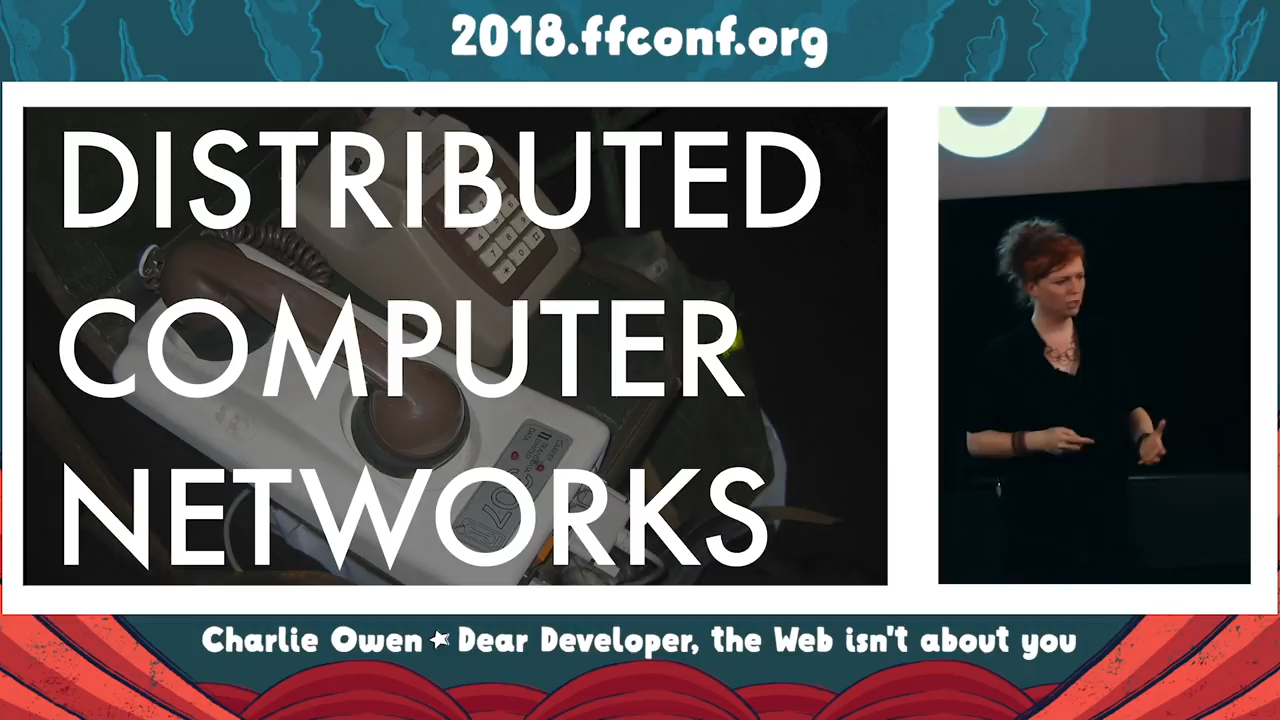 2018.ffconf.org
DISTRIBUTED
COMPUTER
NETWORKS
Charlie Owen ★ Dear Developer, the Web isn't about you